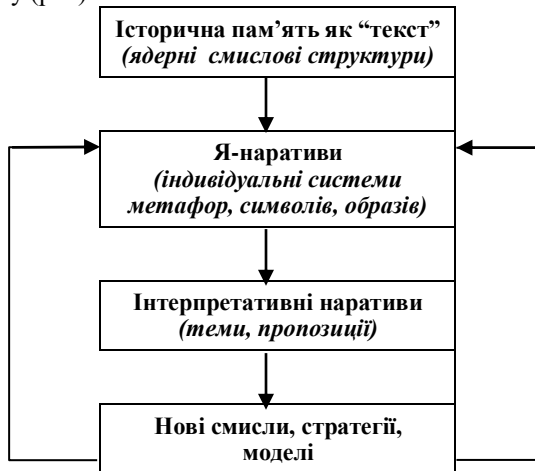 Історична пам’ять як “текст”
(ядерні смислові структури)
Я-наративи
(індивідуальні системи
метафор, символів, образів)
Інтерпретативні наративи
(теми, пропозиції)
Нові смисли, стратегії,
моделі